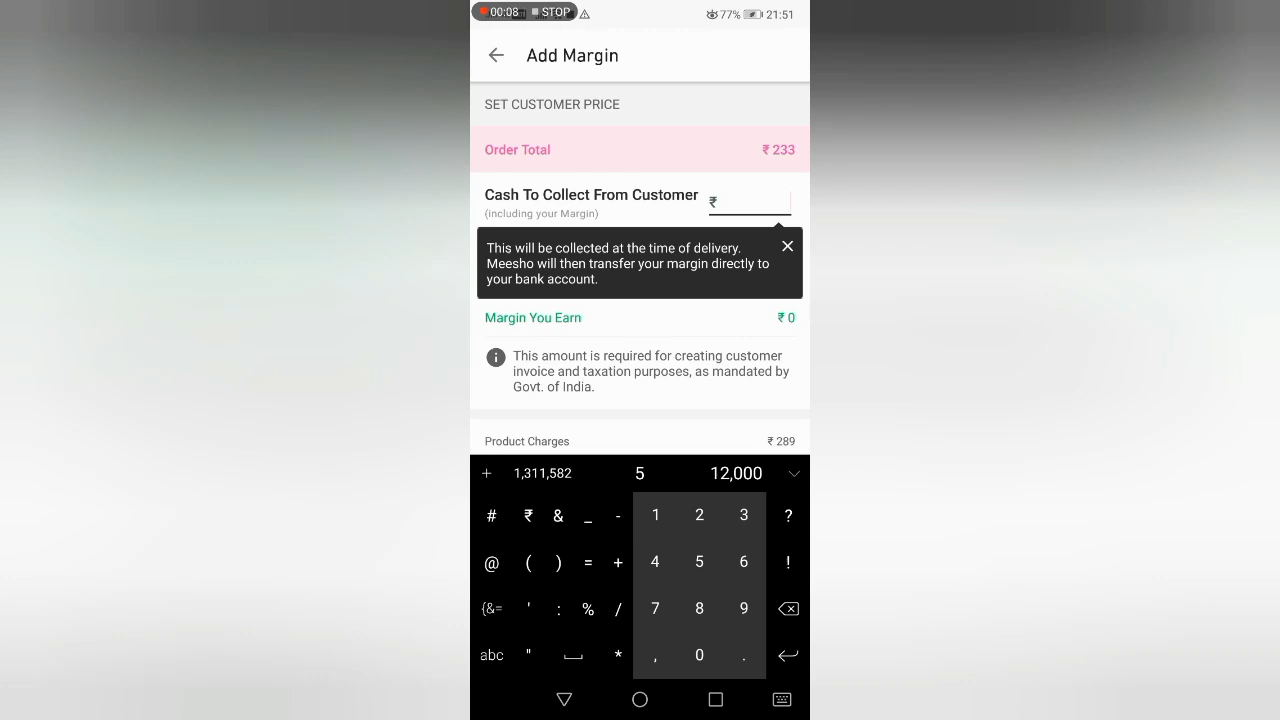 00:08 STOP 77% 21:51
Add Margin
SET CUSTOMER PRICE
Order Total ₹ 233
Cash To Collect From Customer ₹
(including your Margin)
This will be collected at the time of delivery.
Meesho will then transfer your margin directly to
your bank account.
Margin You Earn ₹ 0
This amount is required for creating customer
invoice and taxation purposes, as mandated by
Govt. of India.
Product Charges ₹ 289
+ 1,311,582 5 12,000
# ₹ & _ - 1 2 3 ?
@ ( ) = + 4 5 6 !
{&= ' : % / 7 8 9
abc " * , 0 .